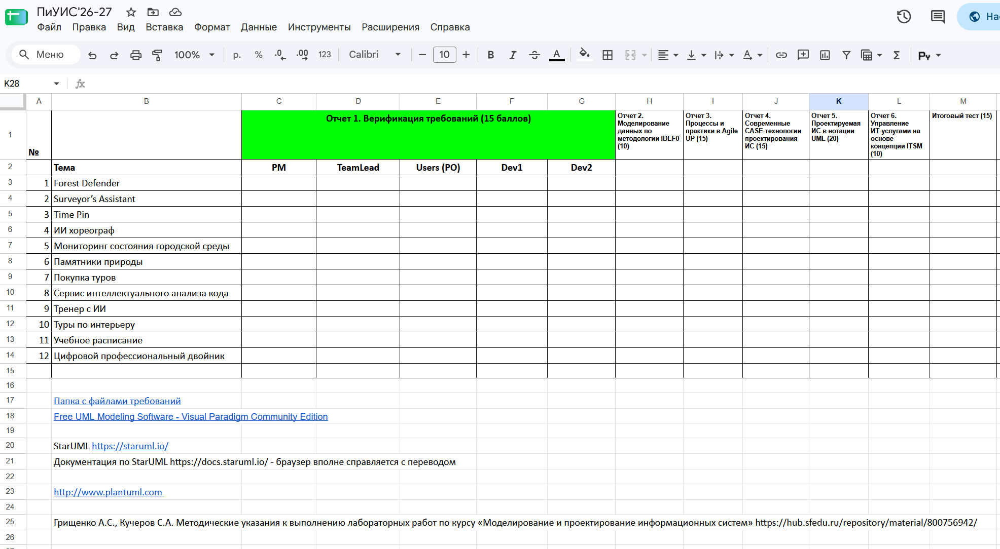 ПиУИС'26-27
Файл Правка Вид Вставка Формат Данные Инструменты Расширения Справка
Меню 100% р. % .0 .00 123 Calibri 10 B I S A A Σ Py
K28 fx
A B C D E F G H I J K L M
1
№
Отчет 1. Верификация требований (15 баллов)
Отчет 2.
Моделирование
данных по
методологии IDEF0
(10)
Отчет 3.
Процессы и
практики в Agile
UP (15)
Отчет 4.
Современные
CASE-технологии
проектирования
ИС (15)
Отчет 5.
Проектируемая
ИС в нотации
UML (20)
Отчет 6.
Управление
ИТ-услугами на
основе
концепции ITSM
(10)
Итоговый тест (15)
2 Тема PM TeamLead Users (PO) Dev1 Dev2
3 1 Forest Defender
4 2 Surveyor’s Assistant
5 3 Time Pin
6 4 ИИ хореограф
7 5 Мониторинг состояния городской среды
8 6 Памятники природы
9 7 Покупка туров
10 8 Сервис интеллектуального анализа кода
11 9 Тренер с ИИ
12 10 Туры по интерьеру
13 11 Учебное расписание
14 12 Цифровой профессиональный двойник
15
16
17 Папка с файлами требований
18 Free UML Modeling Software - Visual Paradigm Community Edition
19
20 StarUML https://staruml.io/
21 Документация по StarUML https://docs.staruml.io/ - браузер вполне справляется с переводом
22
23 http://www.plantuml.com
24
25 Грищенко А.С., Кучеров С.А. Методические указания к выполнению лабораторных работ по курсу «Моделирование и проектирование информационных систем» https://hub.sfedu.ru/repository/material/800756942/
26